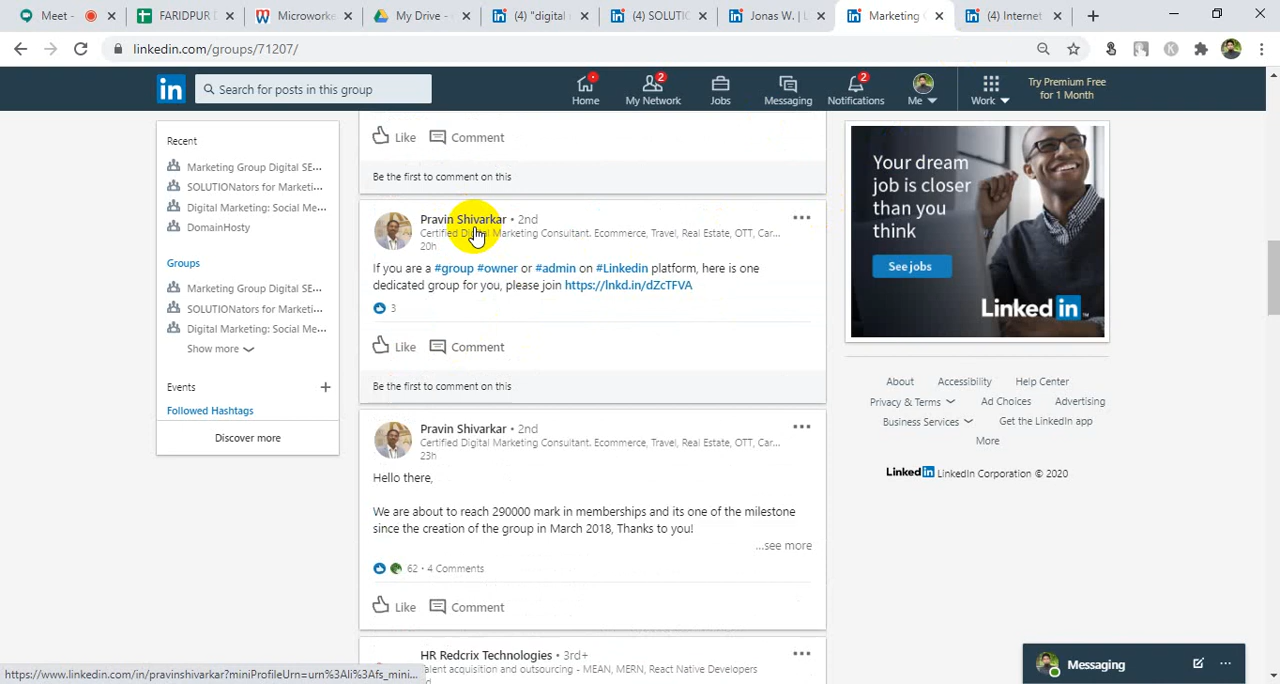 Meet -
FARIDPUR D
Microworke
My Drive -
(4) "digital
(4) SOLUTIO
Jonas W. | L
Marketing G
(4) Internet
linkedin.com/groups/71207/
in
Search for posts in this group
Home
2
My Network
Jobs
Messaging
2
Notifications
Me
Work
Try Premium Free
for 1 Month
Recent
Marketing Group Digital SE...
SOLUTIONators for Marketi...
Digital Marketing: Social Me...
DomainHosty
Groups
Marketing Group Digital SE...
SOLUTIONators for Marketi...
Digital Marketing: Social Me...
Show more
Events
Followed Hashtags
Discover more
Like Comment
Be the first to comment on this
Pravin Shivarkar • 2nd
Certified Digital Marketing Consultant. Ecommerce, Travel, Real Estate, OTT, Car...
20h
If you are a #group #owner or #admin on #Linkedin platform, here is one
dedicated group for you, please join https://lnkd.in/dZcTFVA
3
Like Comment
Be the first to comment on this
Pravin Shivarkar • 2nd
Certified Digital Marketing Consultant. Ecommerce, Travel, Real Estate, OTT, Car...
23h
Hello there,
We are about to reach 290000 mark in memberships and its one of the milestone
since the creation of the group in March 2018, Thanks to you!
...see more
62 • 4 Comments
Like Comment
HR Redcrix Technologies • 3rd+
alent acquisition and outsourcing - MEAN, MERN, React Native Developers
Your dream
job is closer
than you
think
See jobs
Linked in
About Accessibility Help Center
Privacy & Terms Ad Choices Advertising
Business Services Get the LinkedIn app
More
Linked in LinkedIn Corporation © 2020
Messaging
https://www.linkedin.com/in/pravinshivarkar?miniProfileUrn=urn%3Ali%3Afs_mini...